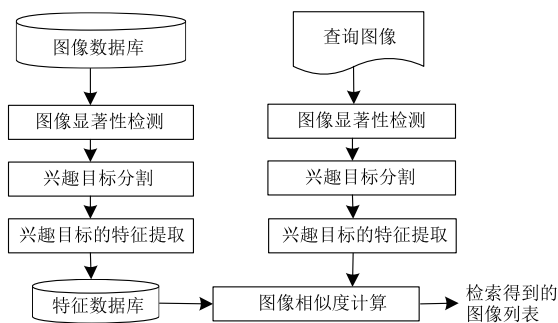 图像数据库
图像显著性检测
兴趣目标分割
兴趣目标的特征提取
特征数据库
查询图像
图像显著性检测
兴趣目标分割
兴趣目标的特征提取
图像相似度计算
检索得到的
图像列表